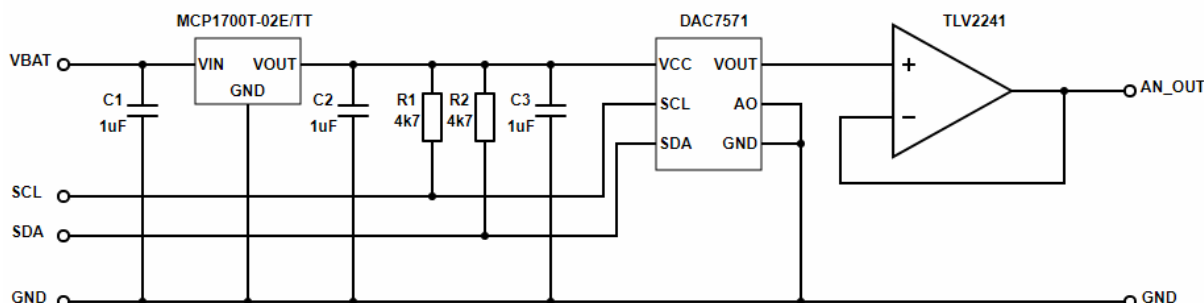 MCP1700T-02E/TT
DAC7571
TLV2241
VBAT
VIN
VOUT
GND
VCC
VOUT
SCL
AO
SDA
GND
+
−
AN_OUT
C1
1uF
C2
1uF
R1
4k7
R2
4k7
C3
1uF
SCL
SDA
GND
GND